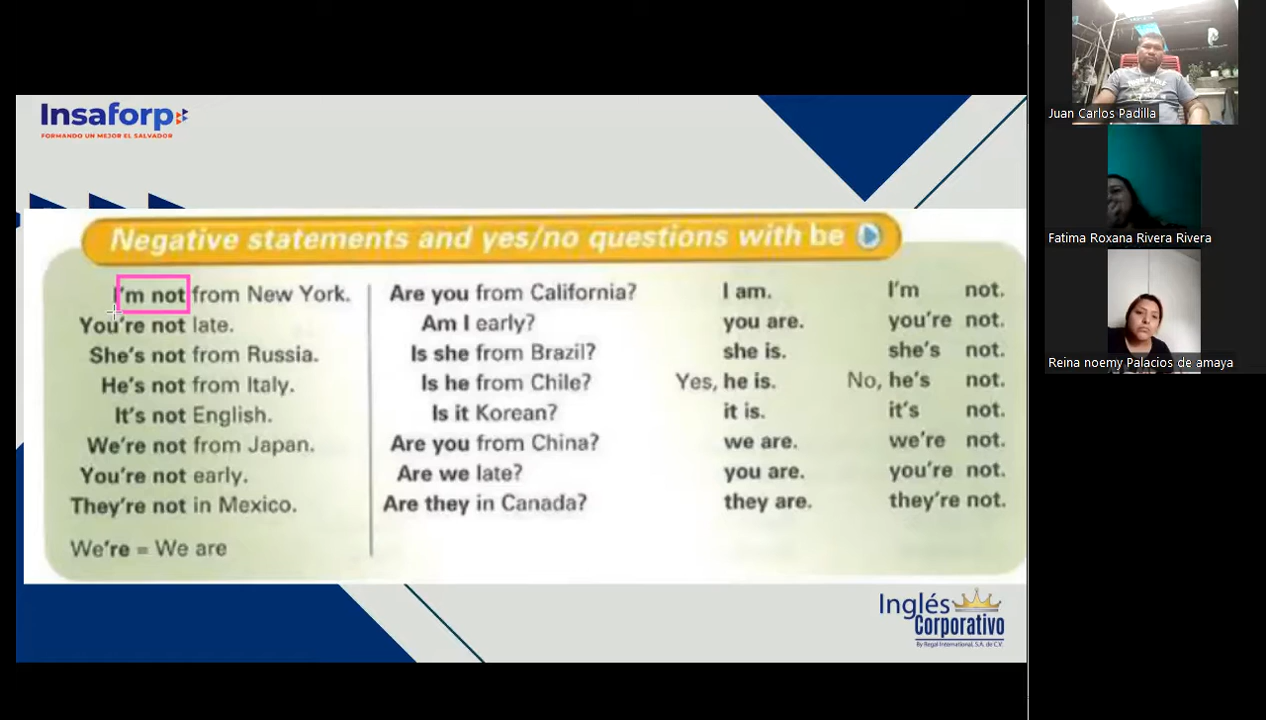 Insaforp
FORMANDO UN MEJOR EL SALVADOR
Negative statements and yes/no questions with be
I'm not from New York.
You're not late.
She's not from Russia.
He's not from Italy.
It's not English.
We're not from Japan.
You're not early.
They're not in Mexico.
We're = We are
Are you from California?
Am I early?
Is she from Brazil?
Is he from Chile?
Is it Korean?
Are you from China?
Are we late?
Are they in Canada?
I am.
you are.
she is.
Yes, he is.
it is.
we are.
you are.
they are.
I'm not.
you're not.
she's not.
No, he's not.
it's not.
we're not.
you're not.
they're not.
Inglés
Corporativo
By Regal International, S.A. de C.V.
Juan Carlos Padilla
Fatima Roxana Rivera Rivera
Reina noemy Palacios de amaya